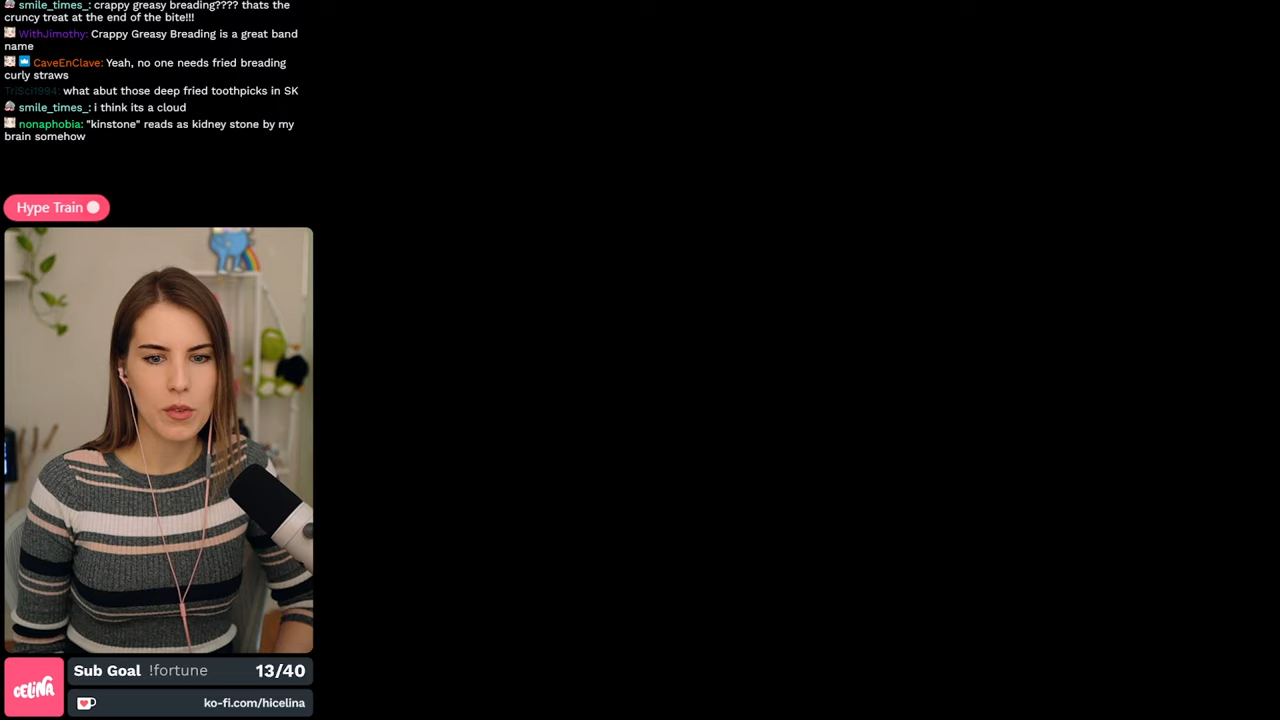 smile_times_: crappy greasy breading???? thats the
cruncy treat at the end of the bite!!!
WithJimothy: Crappy Greasy Breading is a great band
name
CaveEnClave: Yeah, no one needs fried breading
curly straws
TriSci1994: what abut those deep fried toothpicks in SK
smile_times_: i think its a cloud
nonaphobia: "kinstone" reads as kidney stone by my
brain somehow
Hype Train
Sub Goal !fortune 13/40
CELINA
ko-fi.com/hicelina